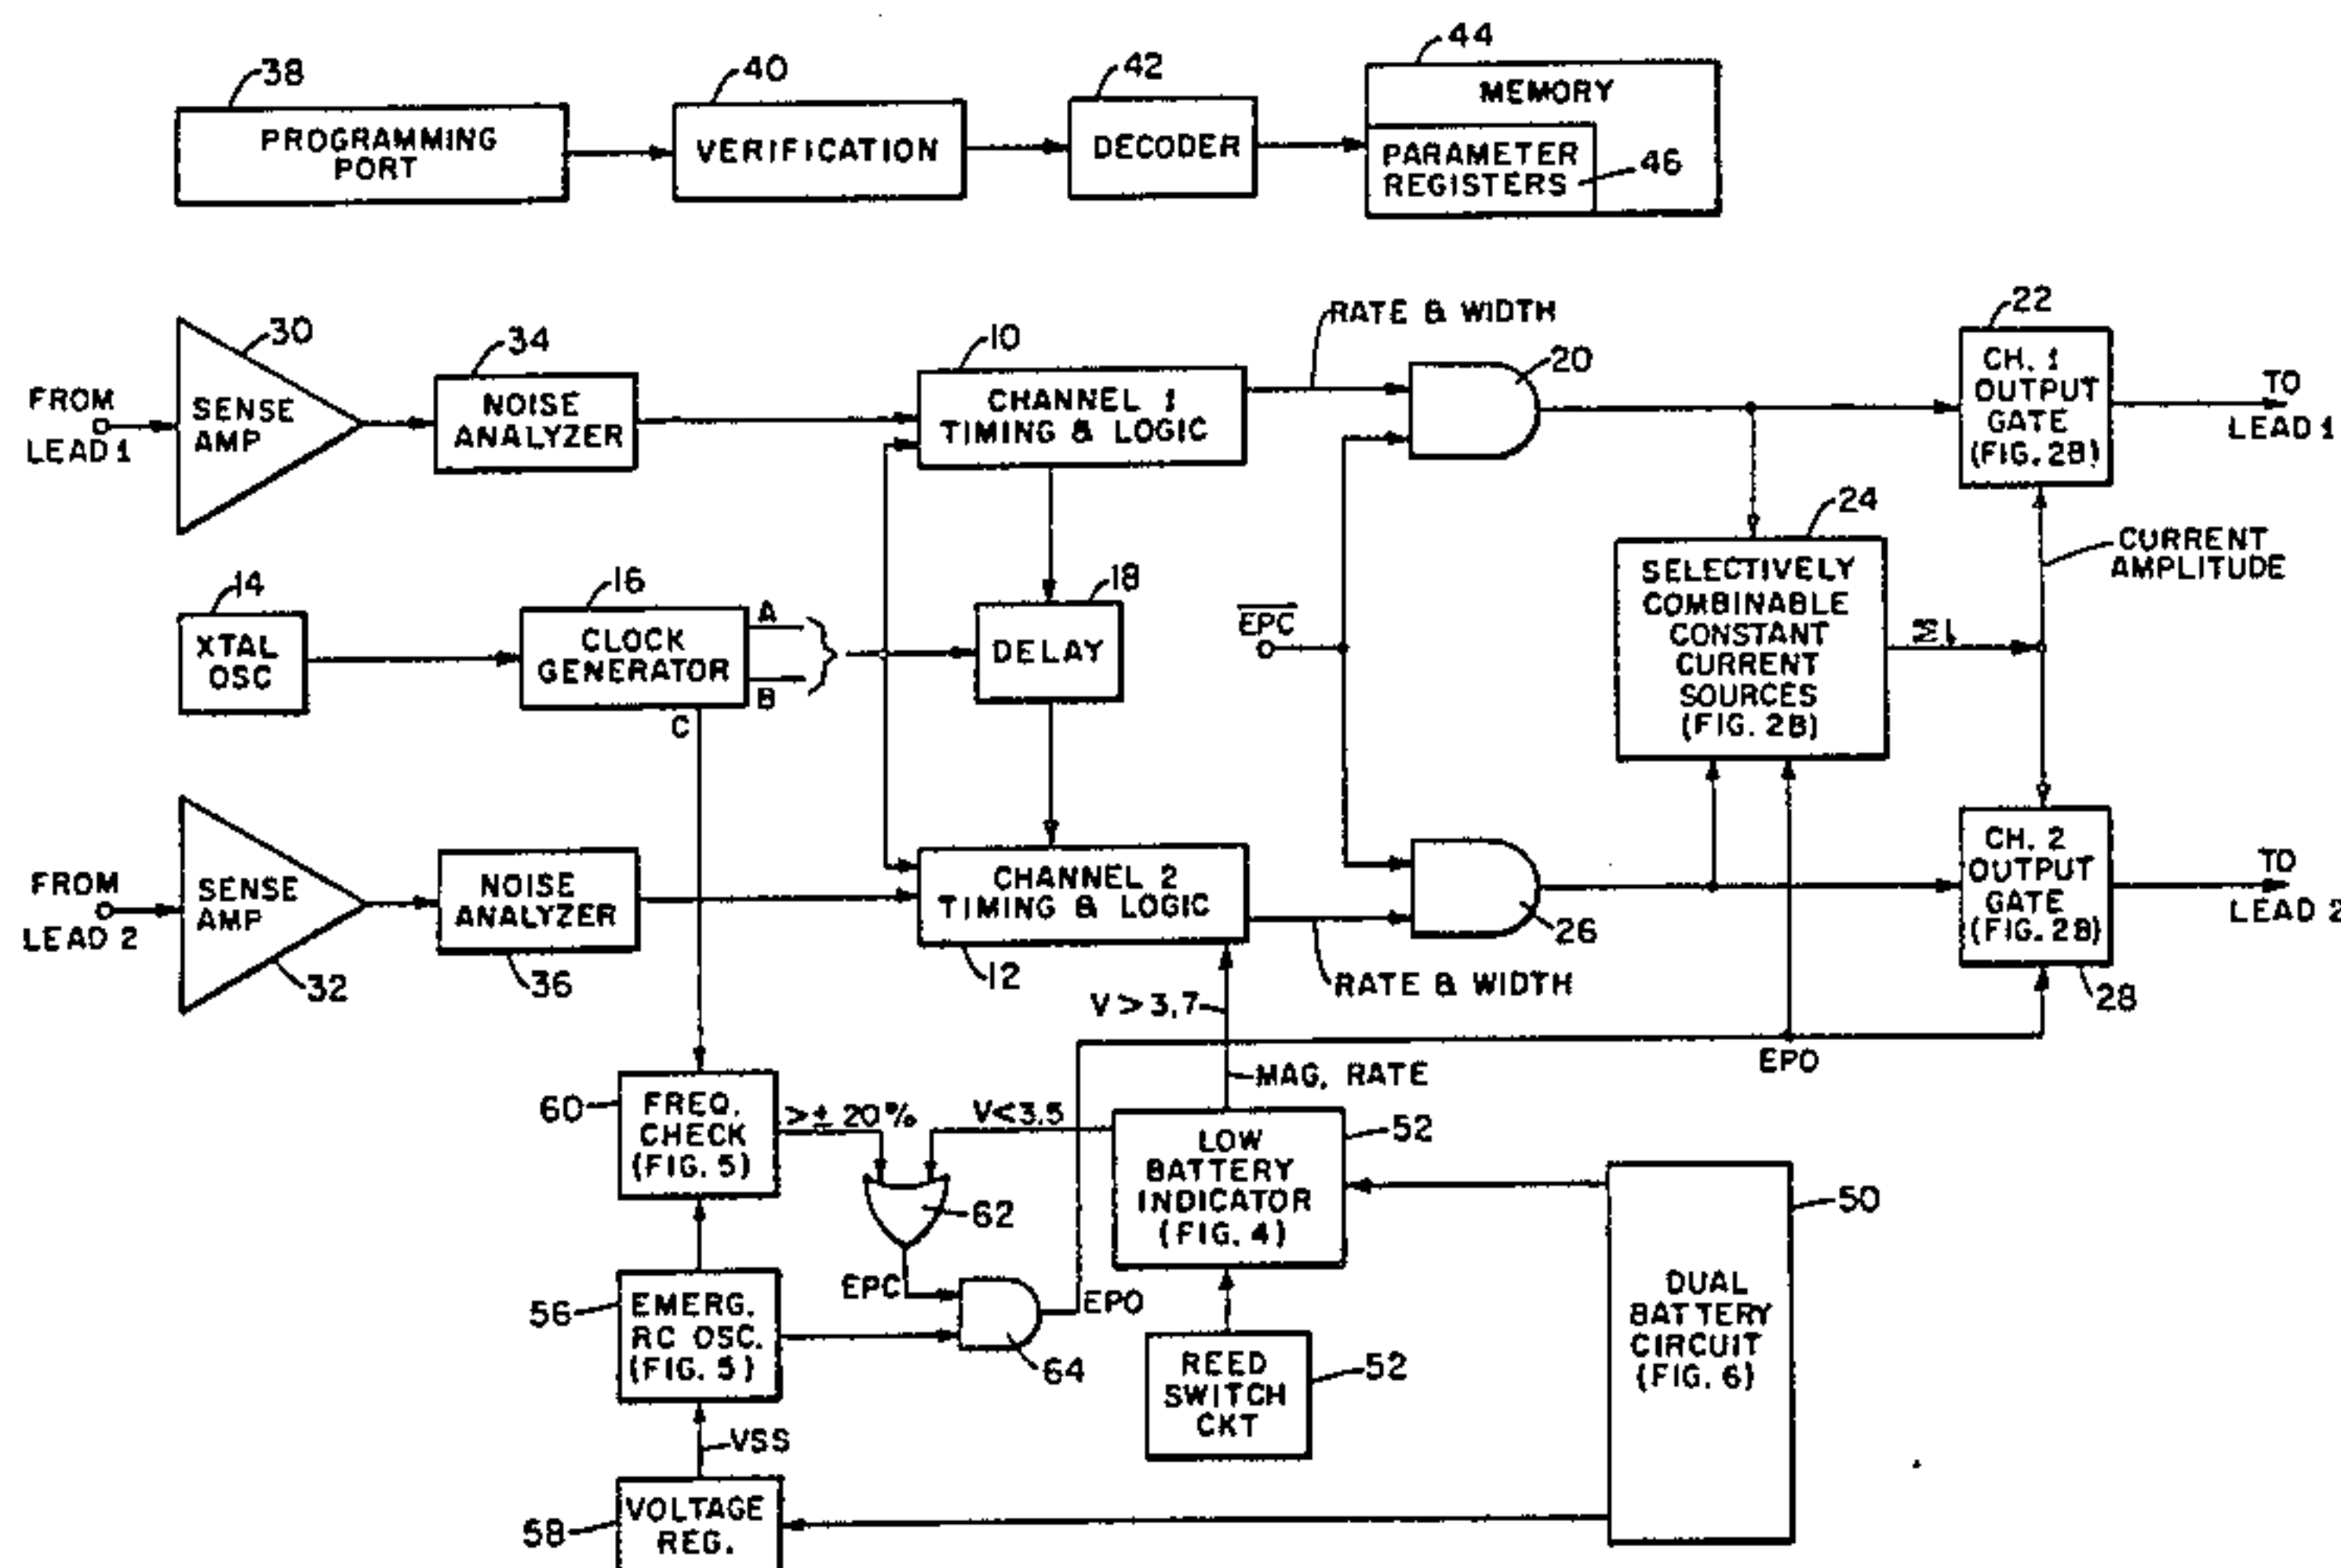 38
PROGRAMMING
PORT
40
VERIFICATION
42
DECODER
44
MEMORY
PARAMETER
REGISTERS
46
FROM
LEAD 1
30
SENSE
AMP
34
NOISE
ANALYZER
10
CHANNEL 1
TIMING & LOGIC
RATE & WIDTH
20
22
CH. 1
OUTPUT
GATE
(FIG. 2B)
TO
LEAD 1
14
XTAL
OSC
16
CLOCK
GENERATOR
A
B
C
18
DELAY
EPC
24
SELECTIVELY
COMBINABLE
CONSTANT
CURRENT
SOURCES
(FIG. 2B)
ΣI
CURRENT
AMPLITUDE
FROM
LEAD 2
SENSE
AMP
32
NOISE
ANALYZER
36
CHANNEL 2
TIMING & LOGIC
12
RATE & WIDTH
26
CH. 2
OUTPUT
GATE
(FIG. 2B)
28
TO
LEAD 2
V > 3.7
MAG. RATE
EPO
60
FREQ.
CHECK
(FIG. 5)
>± 20%
V<3.5
62
LOW
BATTERY
INDICATOR
(FIG. 4)
52
50
DUAL
BATTERY
CIRCUIT
(FIG. 6)
56
EMERG.
RC OSC.
(FIG. 5)
EPC
EPO
64
REED
SWITCH
CKT
52
VSS
58
VOLTAGE
REG.